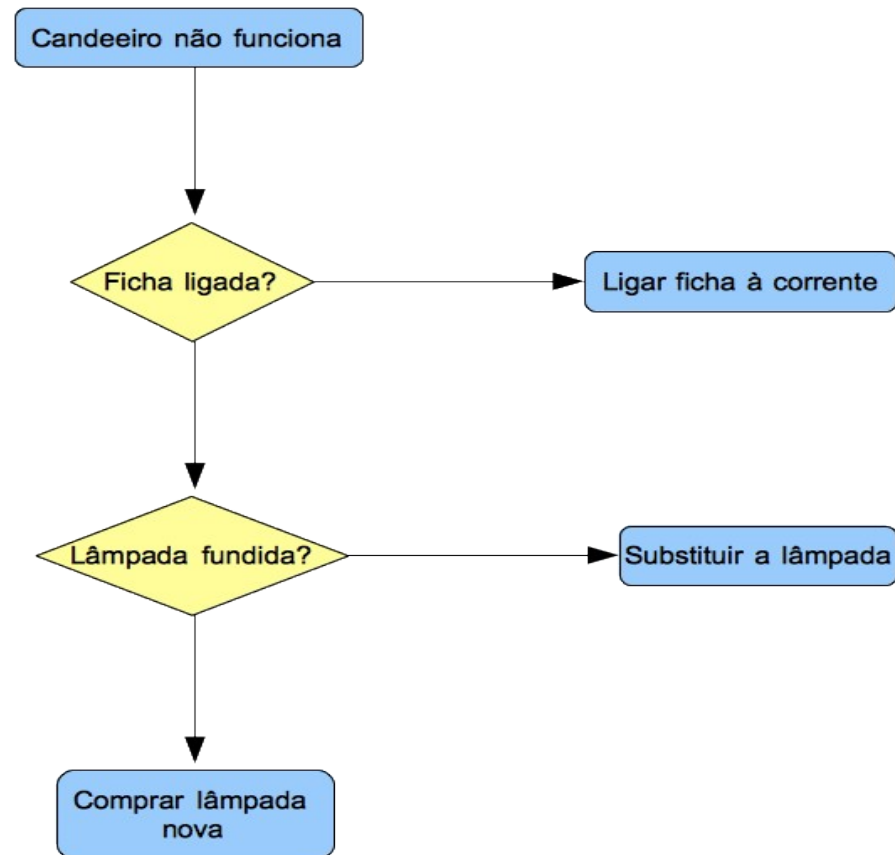 Candeeiro não funciona
Ficha ligada?
Ligar ficha à corrente
Lâmpada fundida?
Substituir a lâmpada
Comprar lâmpada
nova